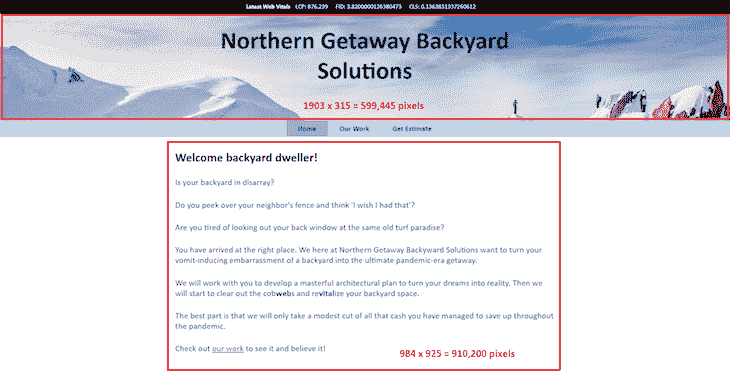 Latest Web Vitals LCP: 876.299 FID: 3.8200000136380473 CLS: 0.3363831337260612
Northern Getaway Backyard
Solutions
1903 x 315 = 599,445 pixels
Home Our Work Get Estimate
Welcome backyard dweller!
Is your backyard in disarray?
Do you peek over your neighbor's fence and think 'I wish I had that'?
Are you tired of looking out your back window at the same old turf paradise?
You have arrived at the right place. We here at Northern Getaway Backyward Solutions want to turn your
vomit-inducing embarrassment of a backyard into the ultimate pandemic-era getaway.
We will work with you to develop a masterful architectural plan to turn your dreams into reality. Then we
will start to clear out the cobwebs and revitalize your backyard space.
The best part is that we will only take a modest cut of all that cash you have managed to save up throughout
the pandemic.
Check out our work to see it and believe it!
984 x 925 = 910,200 pixels